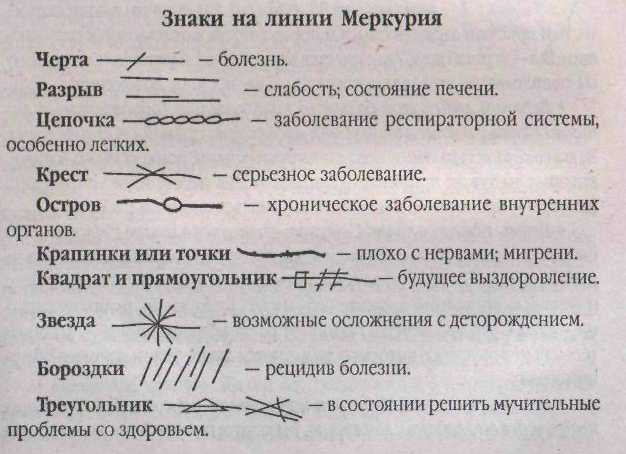 Знаки на линии Меркурия
Черта — болезнь.
Разрыв — слабость; состояние печени.
Цепочка — заболевание респираторной системы,
особенно легких.
Крест — серьезное заболевание.
Остров — хроническое заболевание внутренних
органов.
Крапинки или точки — плохо с нервами; мигрени.
Квадрат и прямоугольник — будущее выздоровление.
Звезда — возможные осложнения с деторождением.
Бороздки — рецидив болезни.
Треугольник — в состоянии решить мучительные
проблемы со здоровьем.